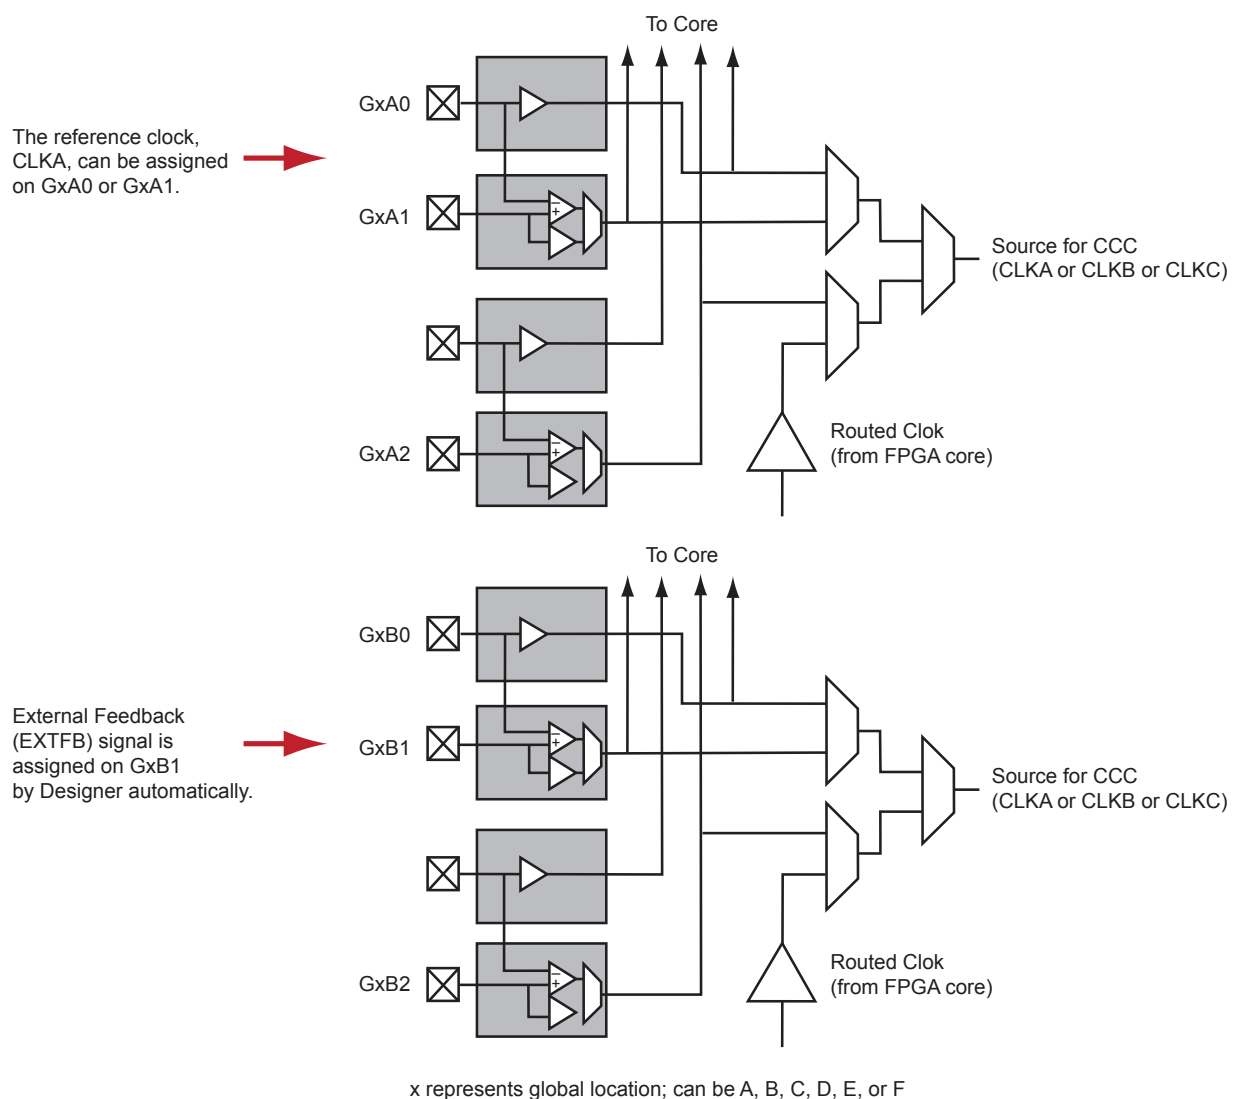 To Core
GxA0
The reference clock,
CLKA, can be assigned
on GxA0 or GxA1.
GxA1
Source for CCC
(CLKA or CLKB or CLKC)
GxA2
Routed Clok
(from FPGA core)
To Core
GxB0
External Feedback
(EXTFB) signal is
assigned on GxB1
by Designer automatically.
GxB1
Source for CCC
(CLKA or CLKB or CLKC)
GxB2
Routed Clok
(from FPGA core)
x represents global location; can be A, B, C, D, E, or F